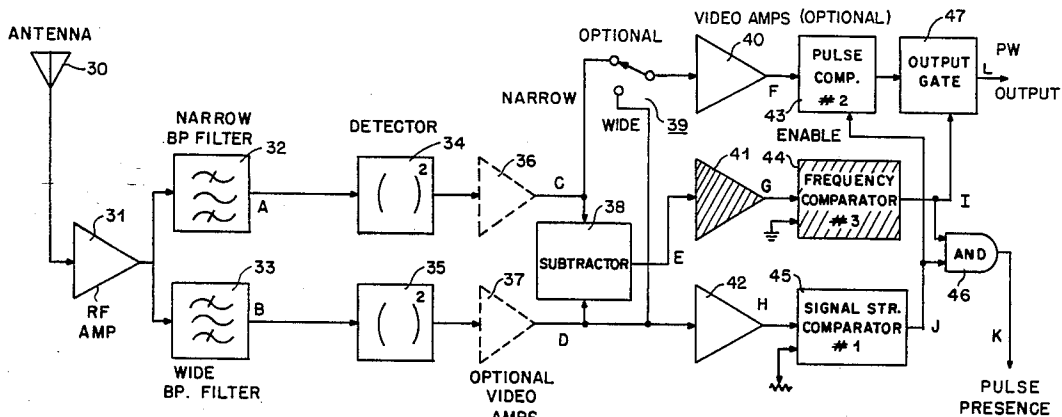 ANTENNA
30
31
RF
AMP
NARROW
BP FILTER
32
A
33
B
WIDE
BP. FILTER
DETECTOR
34
( )2
35
( )2
36
C
37
D
OPTIONAL
VIDEO
AMPS
38
SUBTRACTOR
E
OPTIONAL
NARROW
WIDE
39
VIDEO AMPS (OPTIONAL)
40
F
41
G
42
H
PULSE
COMP.
#2
43
ENABLE
44
FREQUENCY
COMPARATOR
#3
I
45
SIGNAL STR.
COMPARATOR
#1
J
47
OUTPUT
GATE
L
PW
OUTPUT
AND
46
K
PULSE
PRESENCE